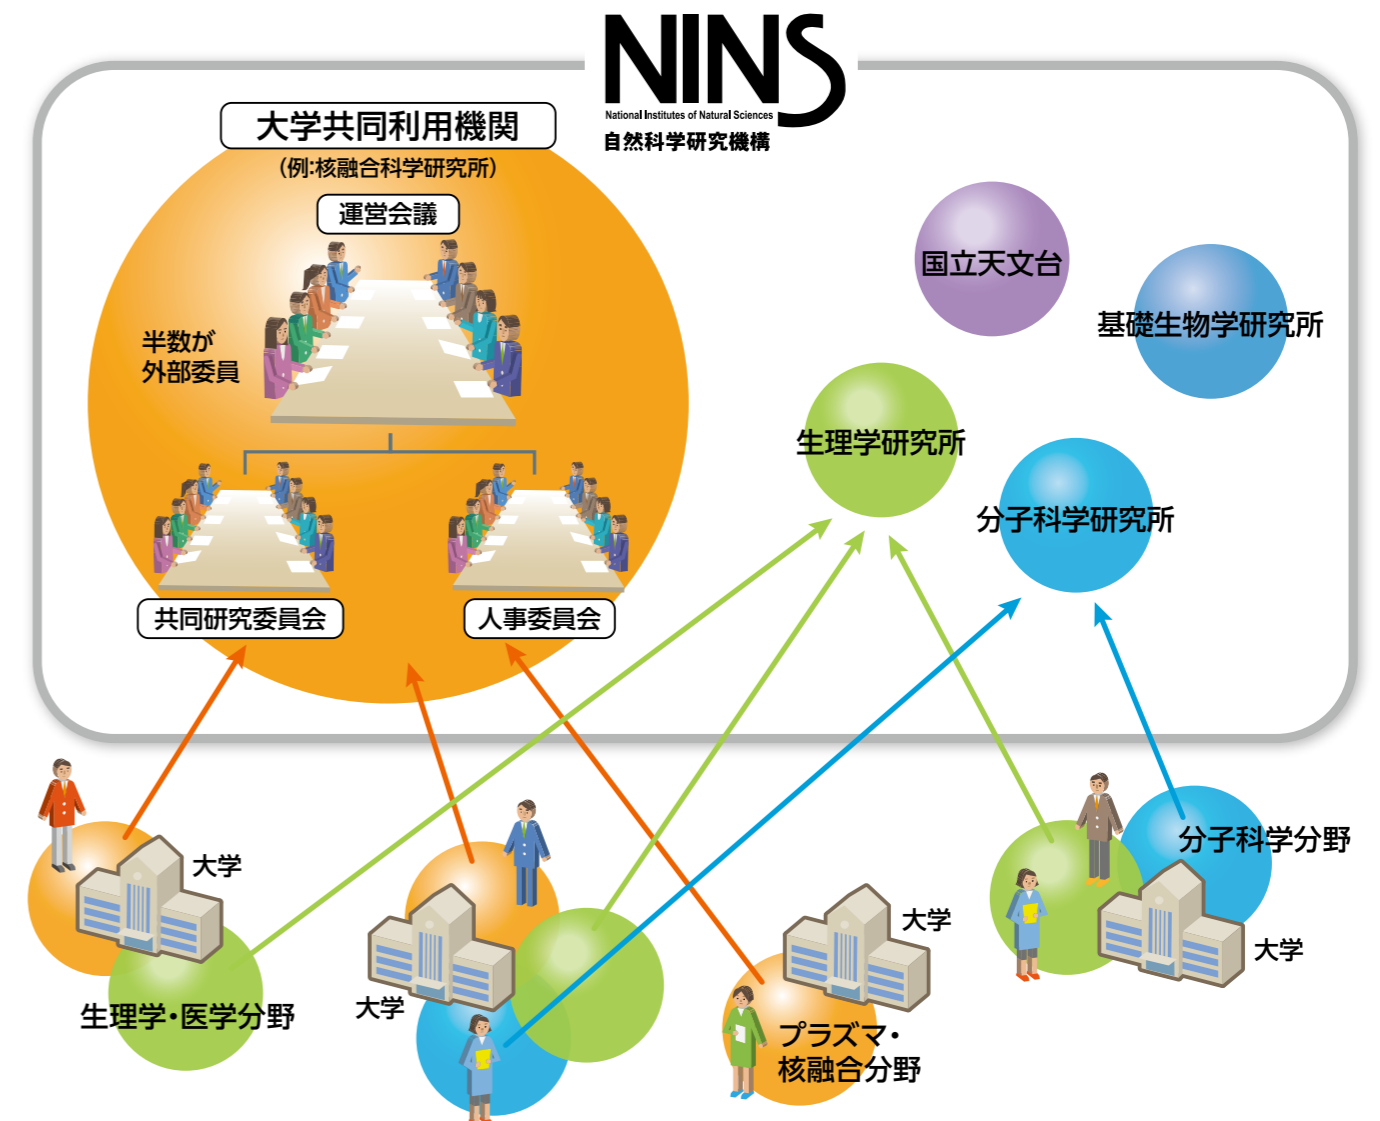 NINS
National Institutes of Natural Sciences
自然科学研究機構
大学共同利用機関
（例:核融合科学研究所）
運営会議
半数が
外部委員
共同研究委員会
人事委員会
国立天文台
基礎生物学研究所
生理学研究所
分子科学研究所
大学
生理学・医学分野
大学
大学
プラズマ・
核融合分野
分子科学分野
大学